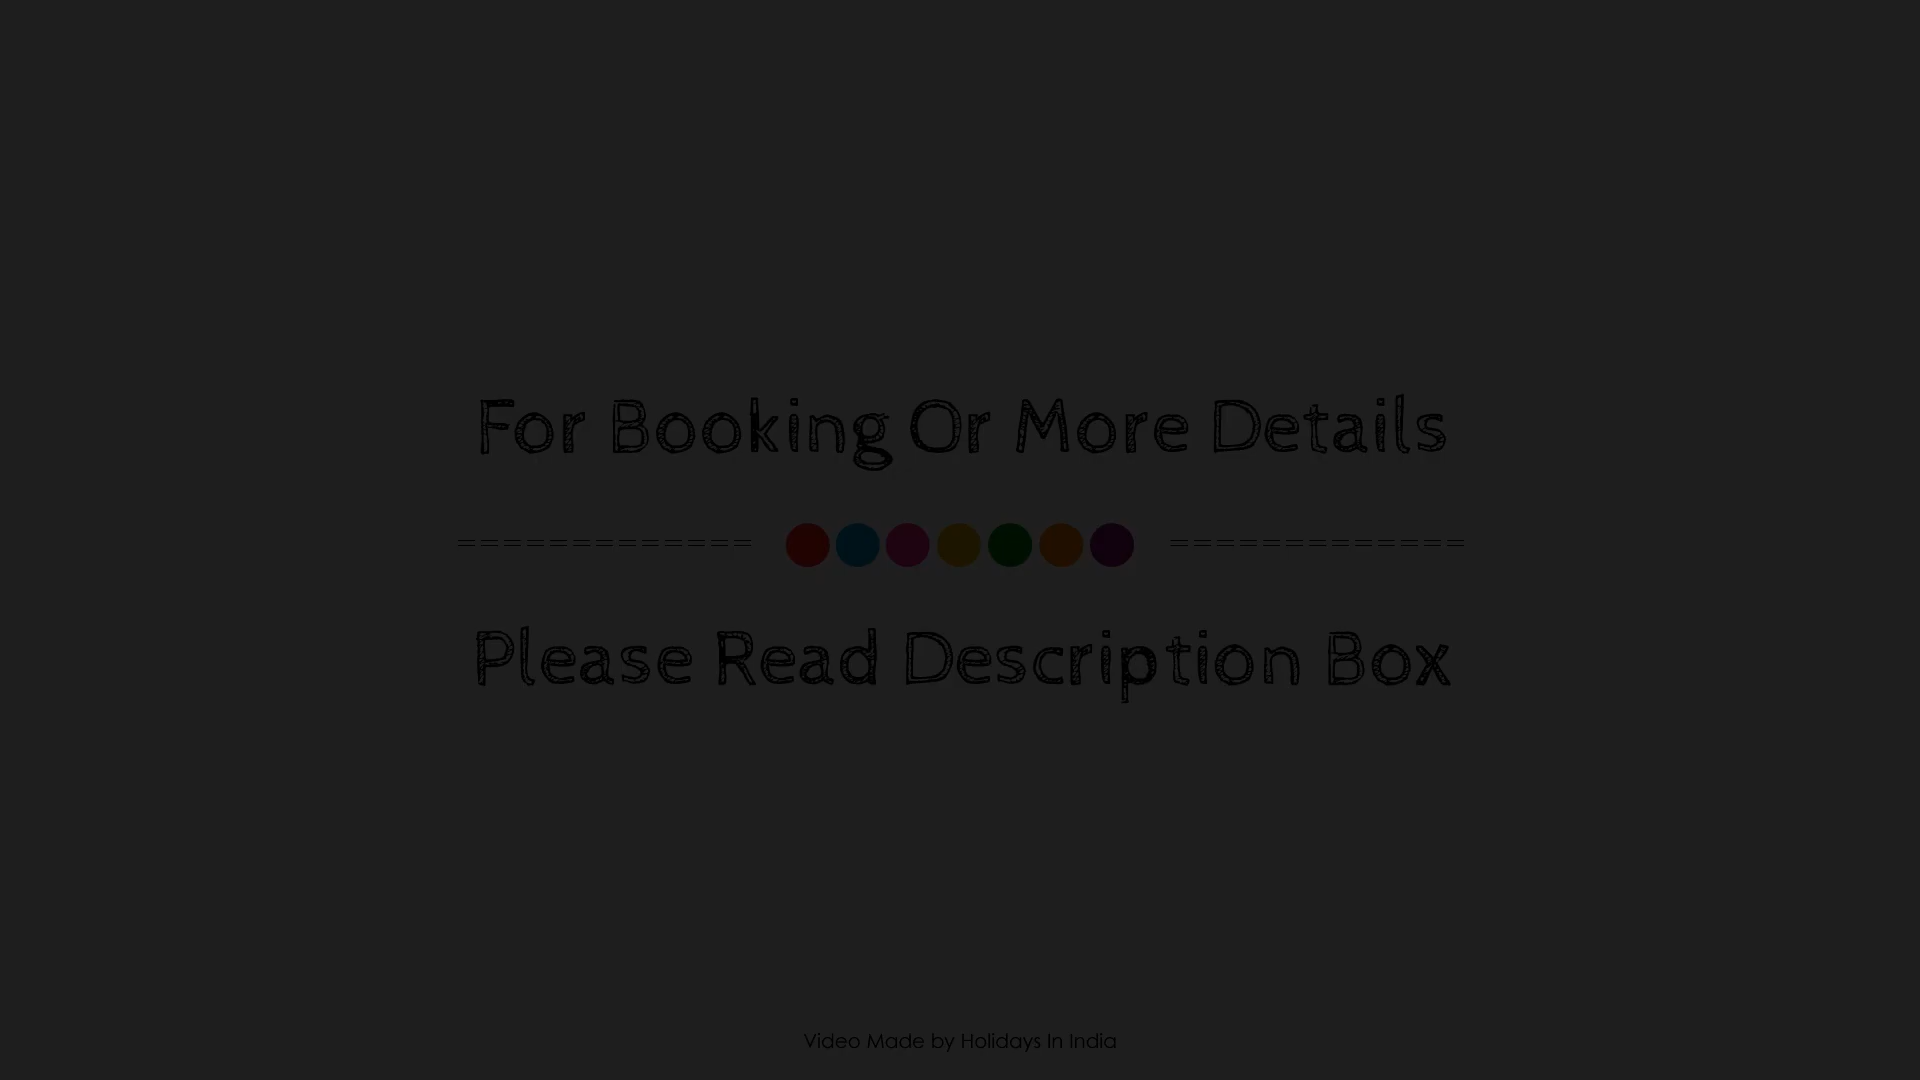 For Booking Or More Details
============= =============
Please Read Description Box
Video Made by Holidays In India